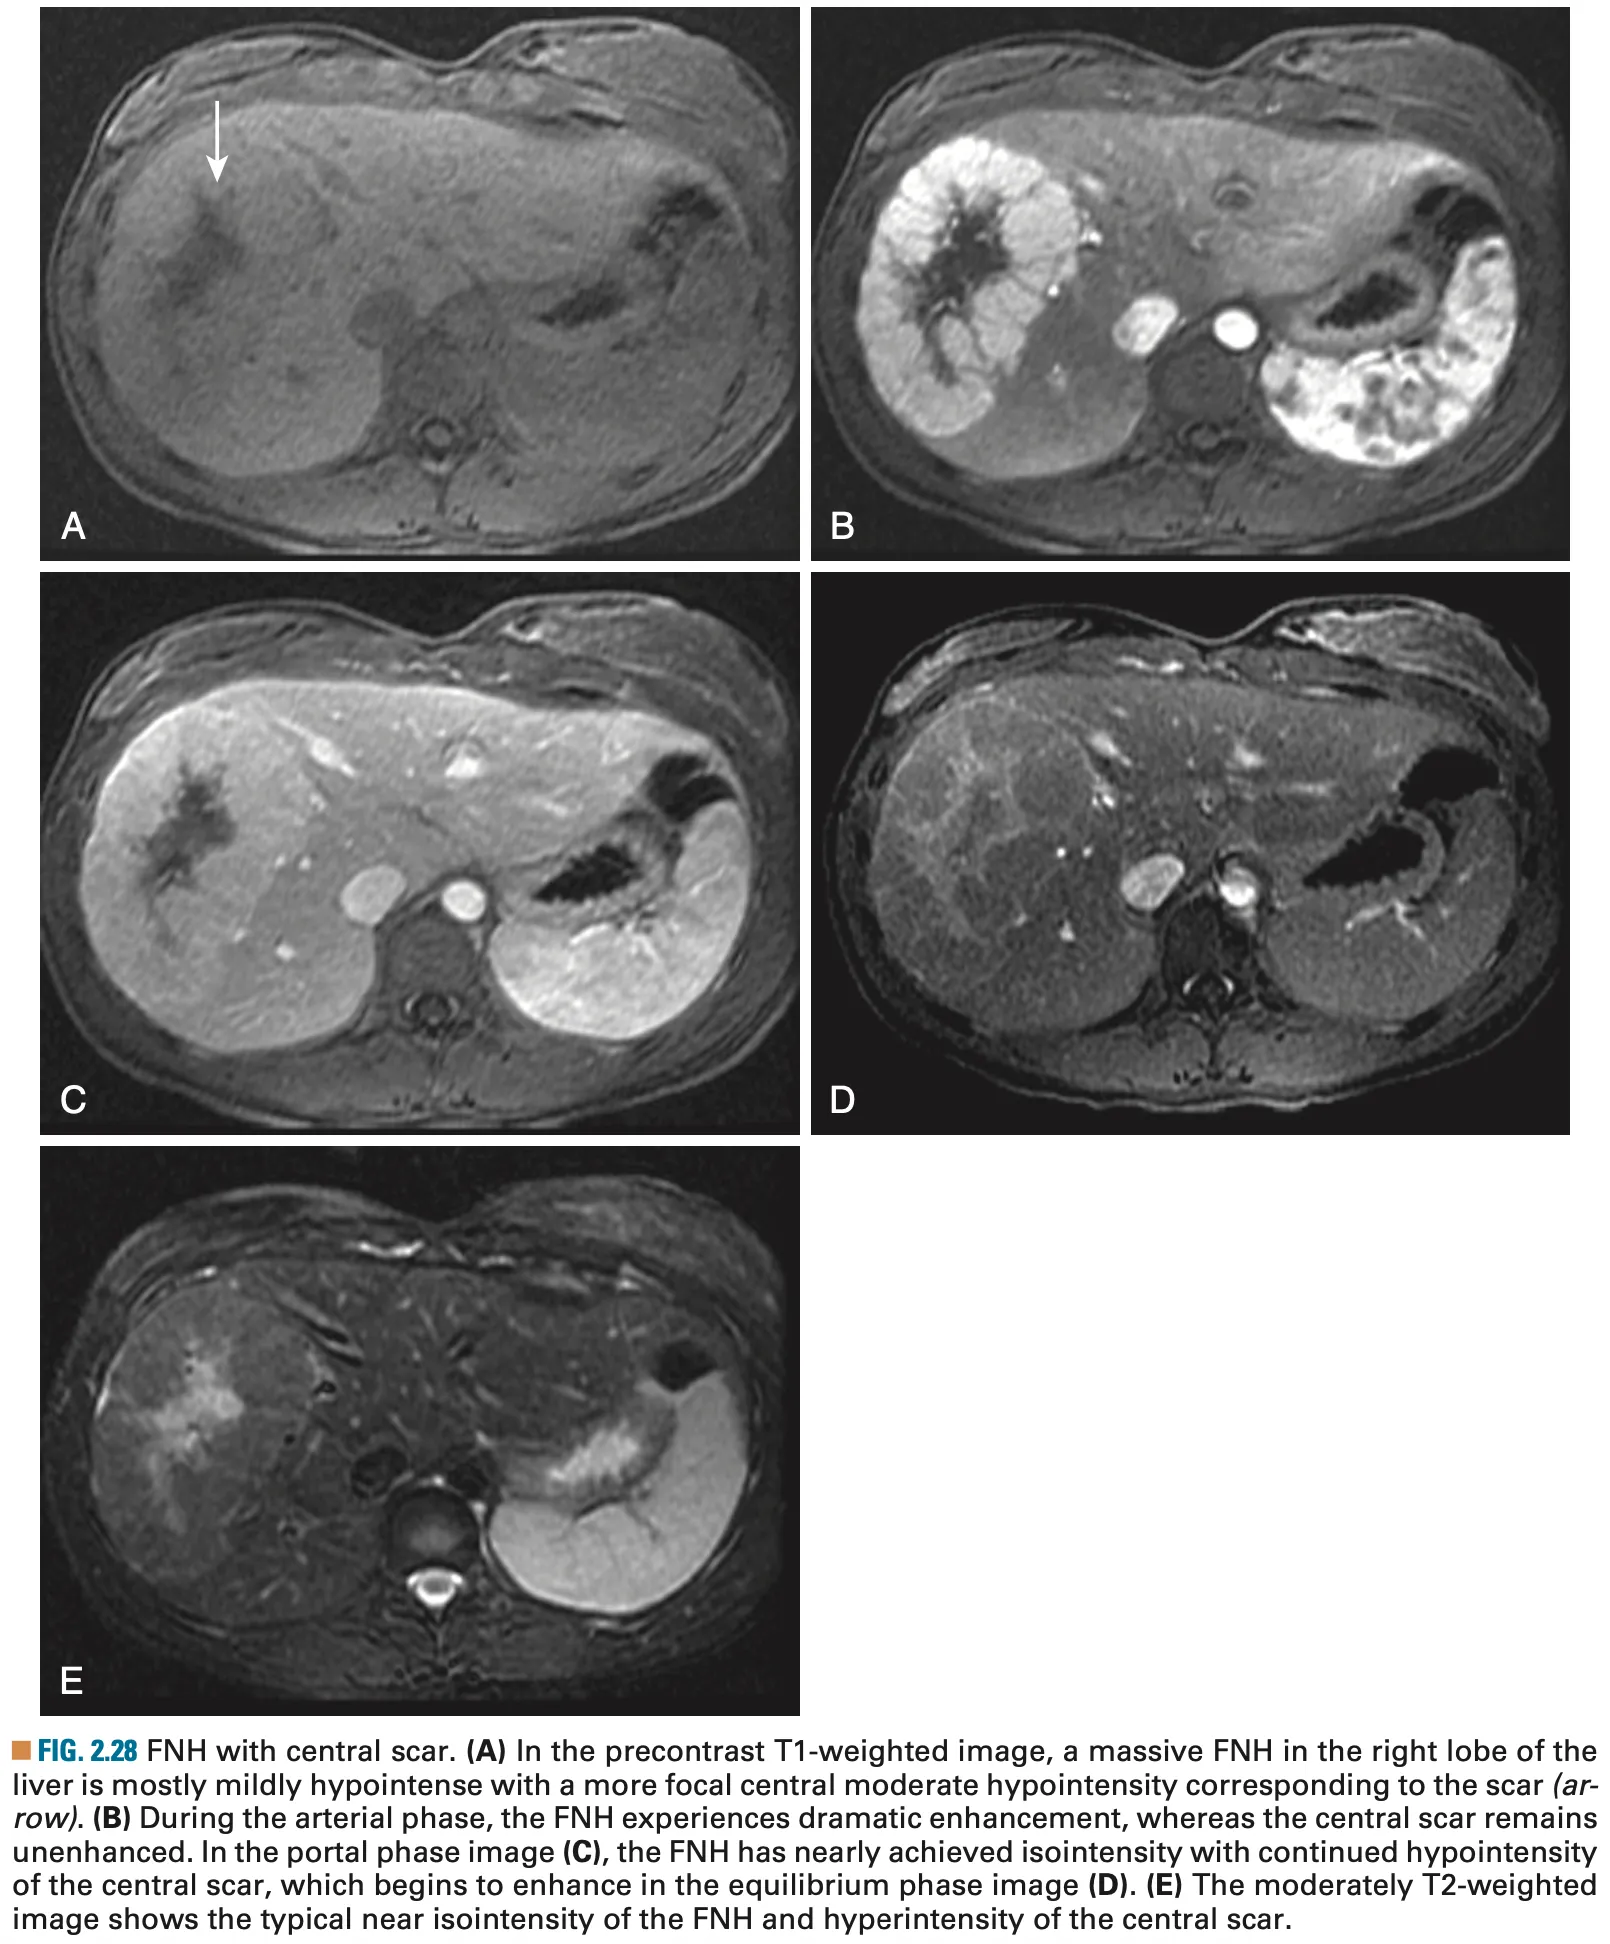 A
B
C
D
E
FIG. 2.28 FNH with central scar. (A) In the precontrast T1-weighted image, a massive FNH in the right lobe of the
liver is mostly mildly hypointense with a more focal central moderate hypointensity corresponding to the scar (ar-
row). (B) During the arterial phase, the FNH experiences dramatic enhancement, whereas the central scar remains
unenhanced. In the portal phase image (C), the FNH has nearly achieved isointensity with continued hypointensity
of the central scar, which begins to enhance in the equilibrium phase image (D). (E) The moderately T2-weighted
image shows the typical near isointensity of the FNH and hyperintensity of the central scar.